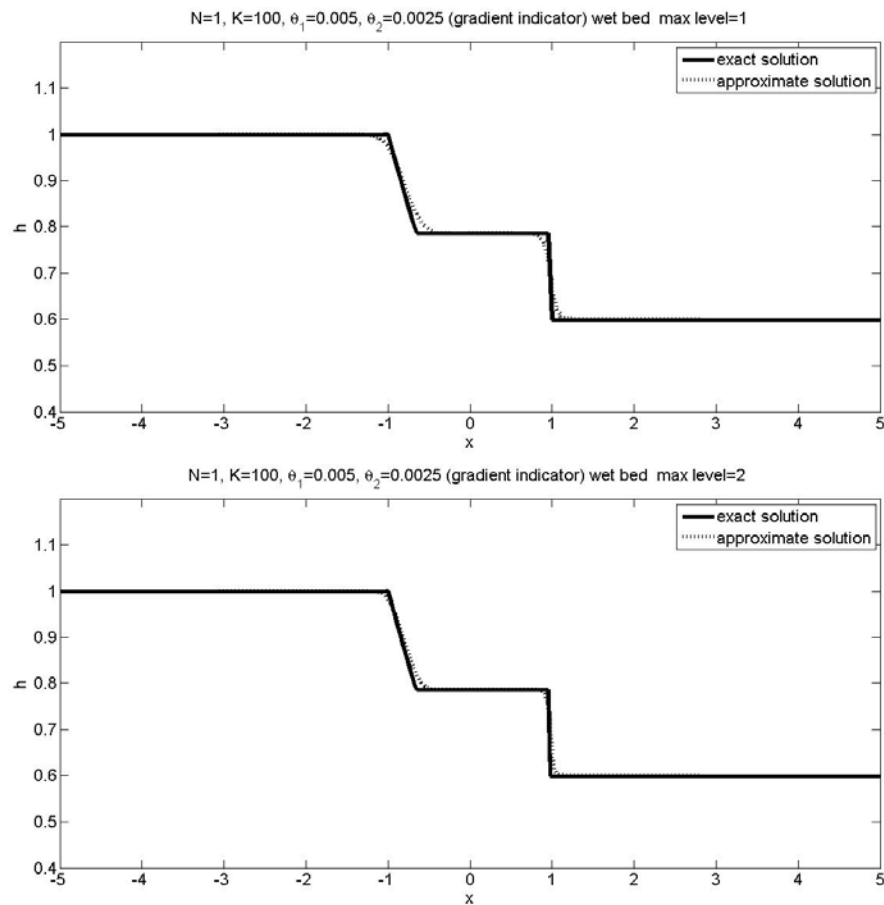 N=1, K=100, θ₁=0.005, θ₂=0.0025 (gradient indicator) wet bed  max level=1
exact solution
approximate solution
1.1
1
0.9
0.8
h
0.7
0.6
0.5
0.4
-5 -4 -3 -2 -1 0 1 2 3 4 5
x
N=1, K=100, θ₁=0.005, θ₂=0.0025 (gradient indicator) wet bed  max level=2
exact solution
approximate solution
1.1
1
0.9
0.8
h
0.7
0.6
0.5
0.4
-5 -4 -3 -2 -1 0 1 2 3 4 5
x